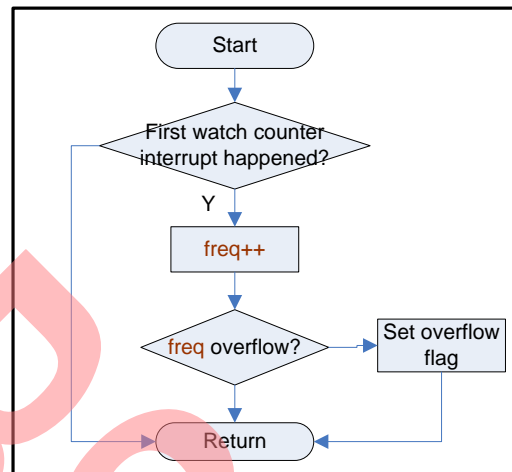 Start
First watch counter
interrupt happened?
Y
freq++
freq overflow?
Set overflow
flag
Return